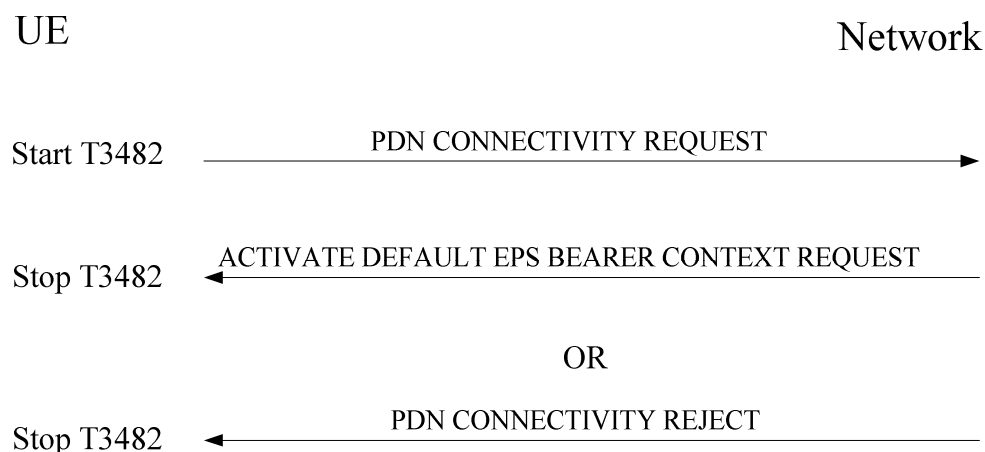 UE
Network
Start T3482
PDN CONNECTIVITY REQUEST
Stop T3482
ACTIVATE DEFAULT EPS BEARER CONTEXT REQUEST
OR
Stop T3482
PDN CONNECTIVITY REJECT